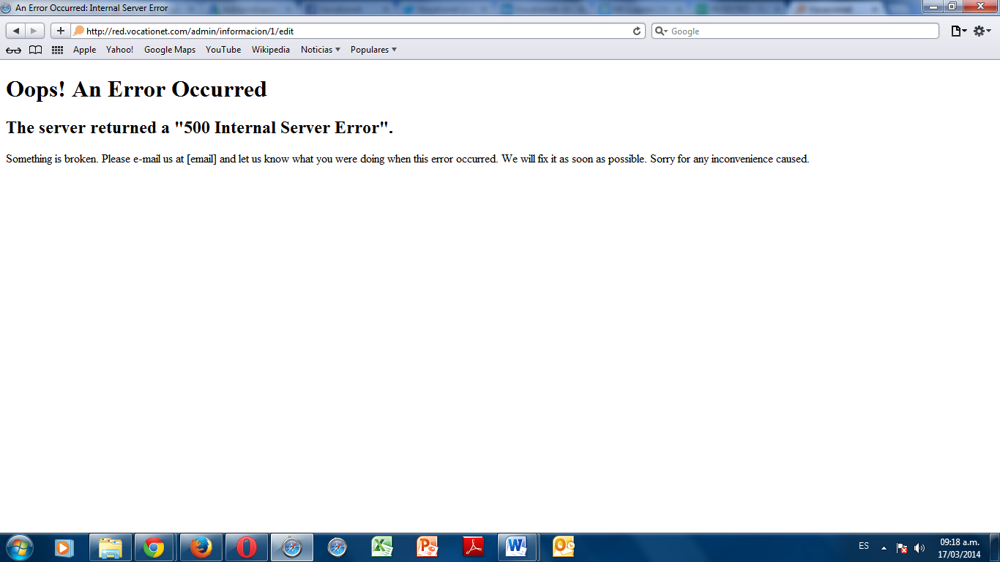 An Error Occurred: Internal Server Error
http://red.vocationet.com/admin/informacion/1/edit
Google
Apple Yahoo! Google Maps YouTube Wikipedia Noticias Populares
Oops! An Error Occurred
The server returned a "500 Internal Server Error".
Something is broken. Please e-mail us at [email] and let us know what you were doing when this error occurred. We will fix it as soon as possible. Sorry for any inconvenience caused.
ES
09:18 a.m.
17/03/2014